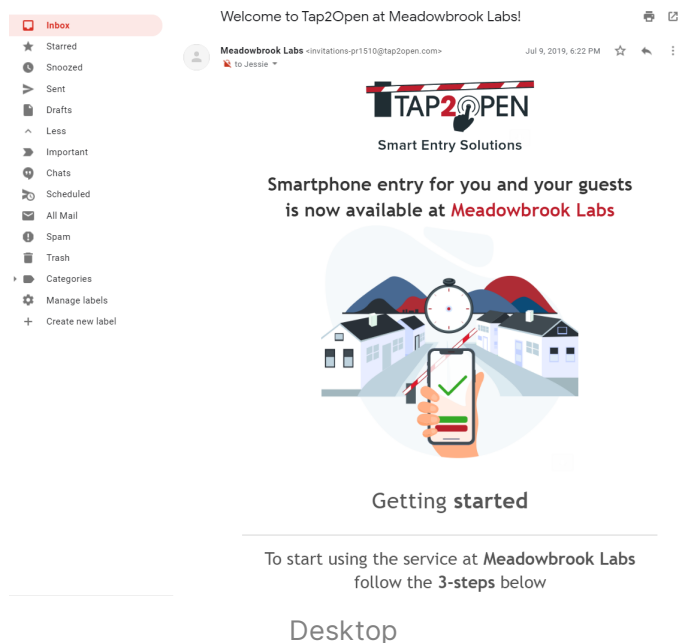 Welcome to Tap2Open at Meadowbrook Labs!
Inbox
Starred
Snoozed
Sent
Drafts
Less
Important
Chats
Scheduled
All Mail
Spam
Trash
Categories
Manage labels
Create new label
Meadowbrook Labs <invitations-pr1510@tap2open.com>
Jul 9, 2019, 6:22 PM
to Jessie
TAP2OPEN
Smart Entry Solutions
Smartphone entry for you and your guests
is now available at Meadowbrook Labs
Getting started
To start using the service at Meadowbrook Labs
follow the 3-steps below
Desktop